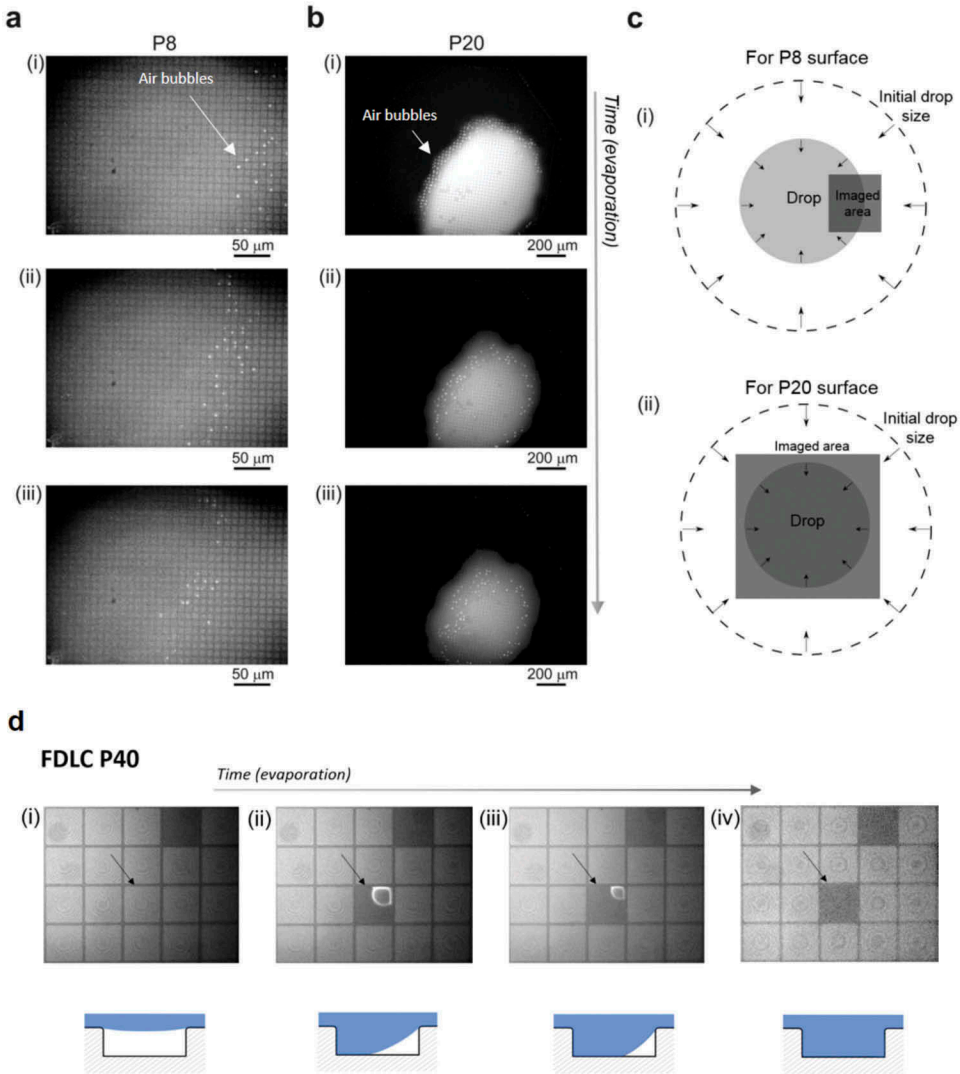 a
P8
(i)
Air bubbles
50 μm
(ii)
50 μm
(iii)
50 μm
b
P20
(i)
Air bubbles
200 μm
(ii)
200 μm
(iii)
200 μm
Time (evaporation)
c
For P8 surface
(i)
Initial drop
size
Drop
Imaged
area
For P20 surface
(ii)
Initial drop
size
Imaged area
Drop
d
FDLC P40
Time (evaporation)
(i)
(ii)
(iii)
(iv)